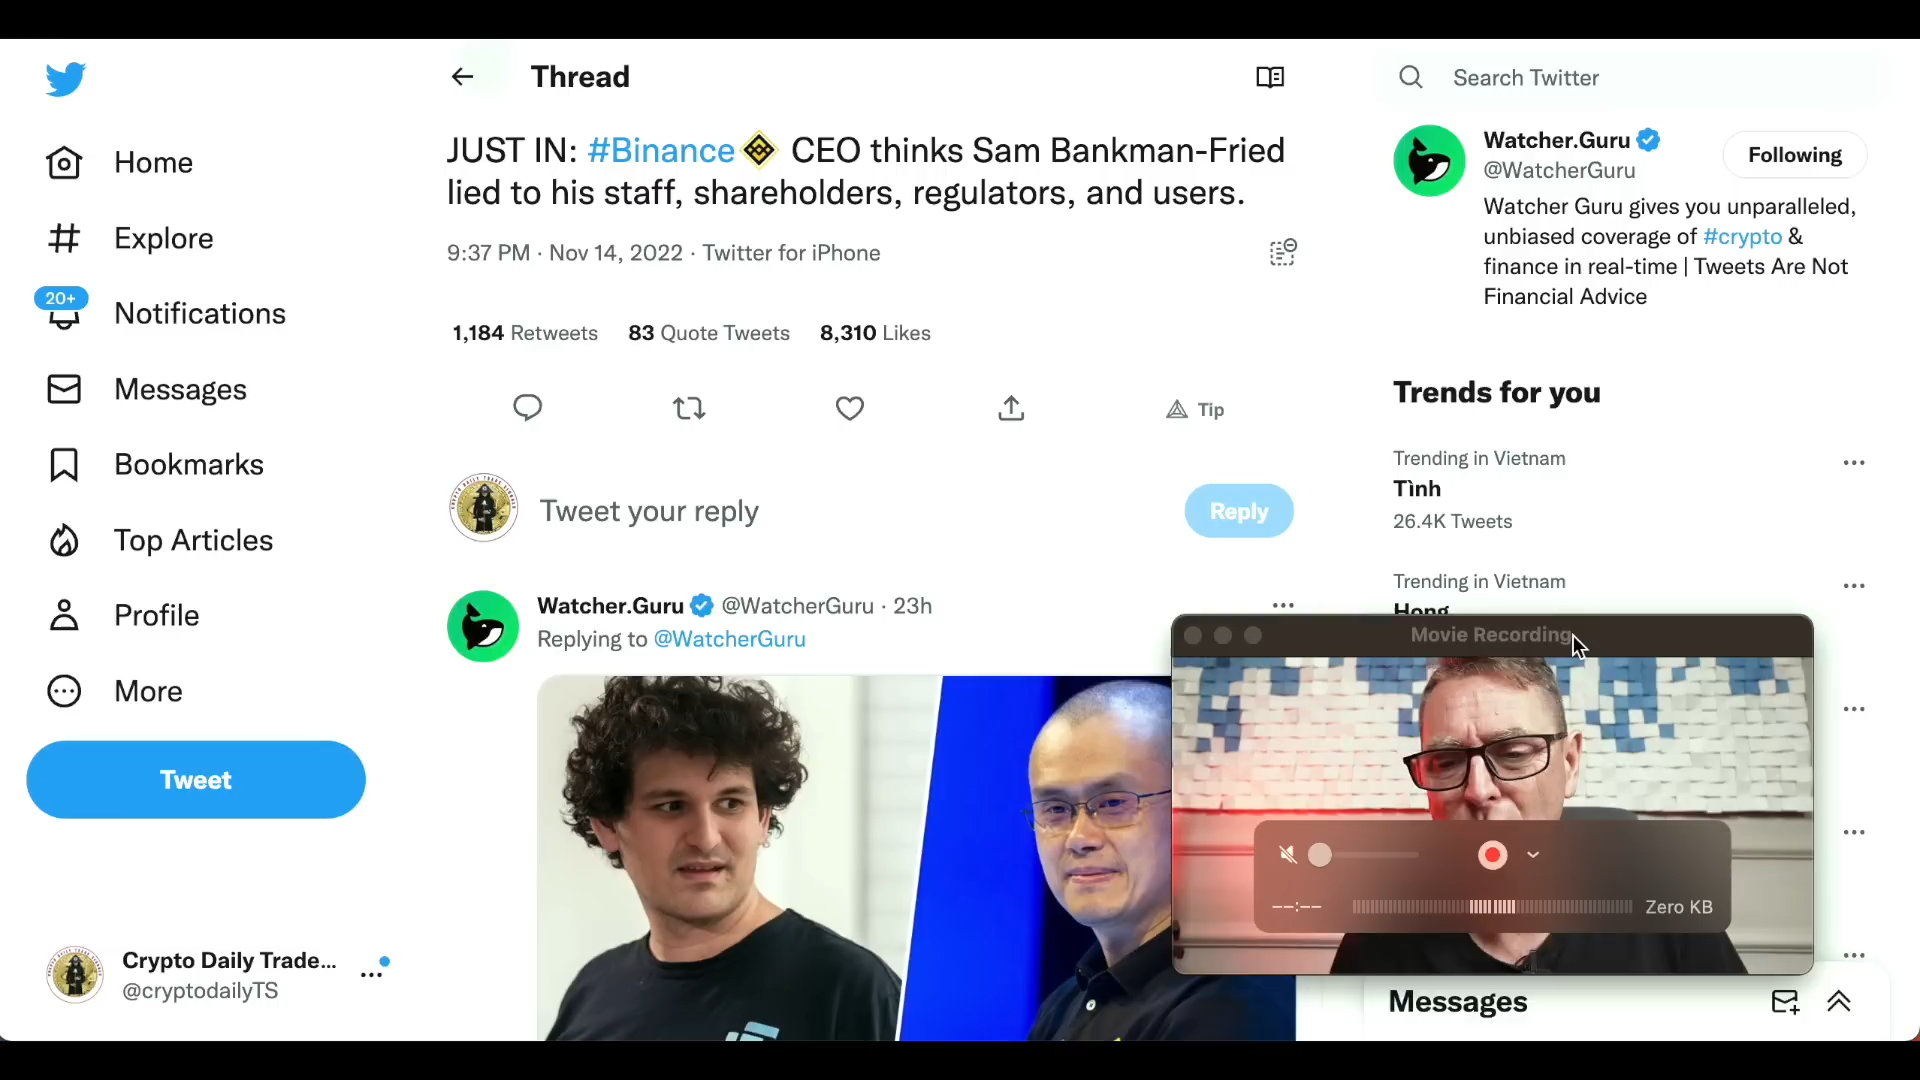 Thread
JUST IN: #Binance CEO thinks Sam Bankman-Fried
lied to his staff, shareholders, regulators, and users.
9:37 PM · Nov 14, 2022 · Twitter for iPhone
1,184 Retweets 83 Quote Tweets 8,310 Likes
Tip
Tweet your reply
Reply
Watcher.Guru @WatcherGuru · 23h
Replying to @WatcherGuru
Home
Explore
20+
Notifications
Messages
Bookmarks
Top Articles
Profile
More
Tweet
Crypto Daily Trade...
@cryptodailyTS
Search Twitter
Watcher.Guru
@WatcherGuru
Following
Watcher Guru gives you unparalleled,
unbiased coverage of #crypto &
finance in real-time | Tweets Are Not
Financial Advice
Trends for you
Trending in Vietnam
Tình
26.4K Tweets
Trending in Vietnam
Hong
Movie Recording
--:--
Zero KB
Messages